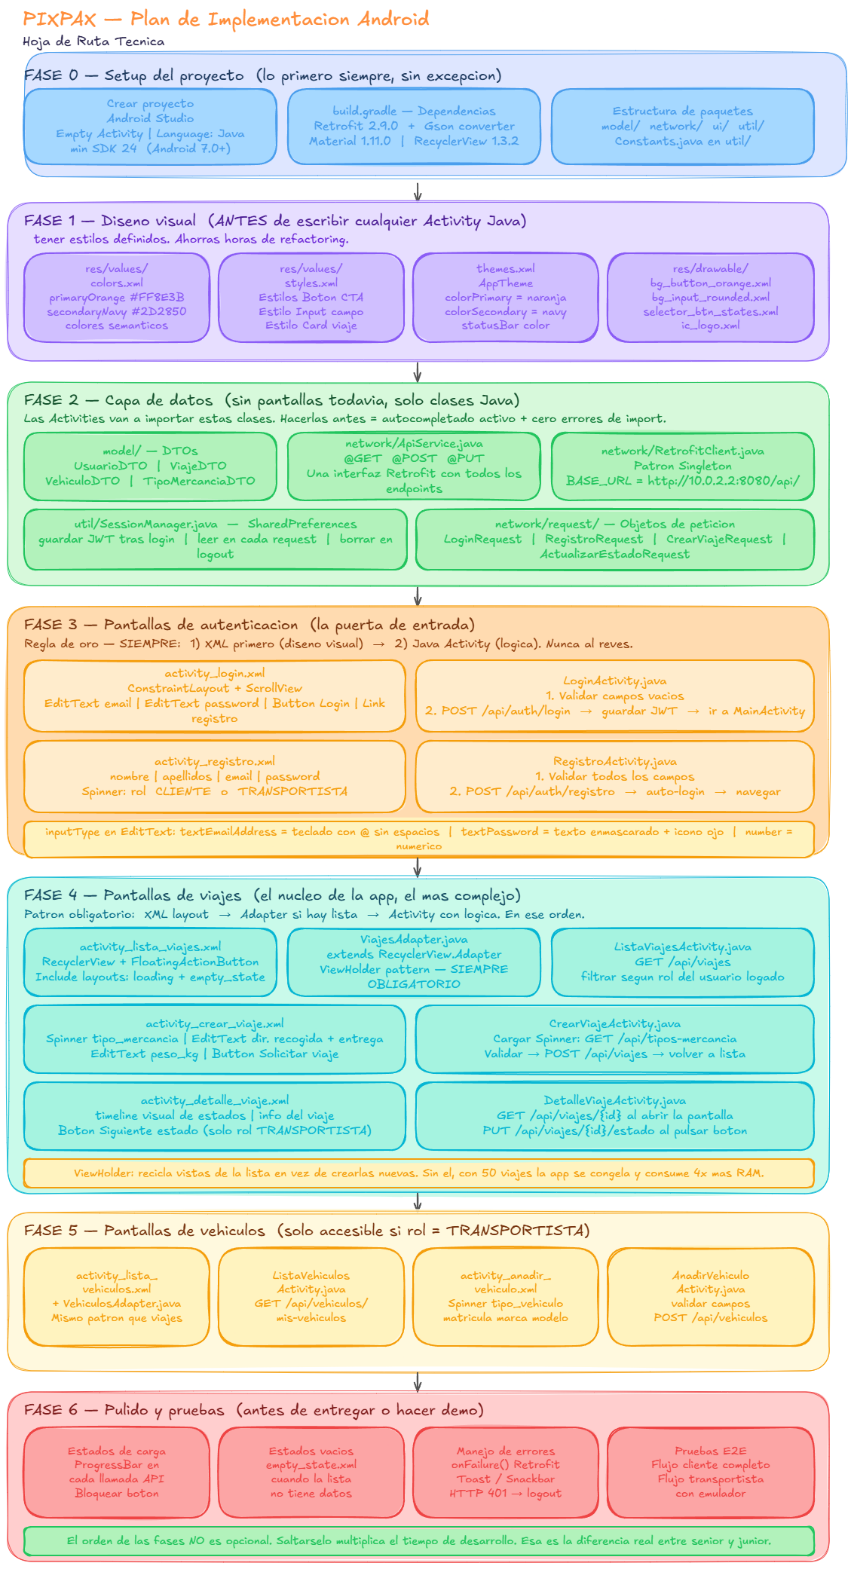 PIXPAX — Plan de Implementacion Android
Hoja de Ruta Tecnica
FASE 0 — Setup del proyecto (lo primero siempre, sin excepcion)
Crear proyecto
Android Studio
Empty Activity | Language: Java
min SDK 24 (Android 7.0+)
build.gradle — Dependencias
Retrofit 2.9.0 + Gson converter
Material 1.11.0 | RecyclerView 1.3.2
Estructura de paquetes
model/ network/ ui/ util/
Constants.java en util/
FASE 1 — Diseno visual (ANTES de escribir cualquier Activity Java)
tener estilos definidos. Ahorras horas de refactoring.
res/values/
colors.xml
primaryOrange #FF8E3B
secondaryNavy #2D2850
colores semanticos
res/values/
styles.xml
Estilos Boton CTA
Estilo Input campo
Estilo Card viaje
themes.xml
AppTheme
colorPrimary = naranja
colorSecondary = navy
statusBar color
res/drawable/
bg_button_orange.xml
bg_input_rounded.xml
selector_btn_states.xml
ic_logo.xml
FASE 2 — Capa de datos (sin pantallas todavia, solo clases Java)
Las Activities van a importar estas clases. Hacerlas antes = autocompletado activo + cero errores de import.
model/ — DTOs
UsuarioDTO | ViajeDTO
VehiculoDTO | TipoMercanciaDTO
network/ApiService.java
@GET @POST @PUT
Una interfaz Retrofit con todos los
endpoints
network/RetrofitClient.java
Patron Singleton
BASE_URL = http://10.0.2.2:8080/api/
util/SessionManager.java — SharedPreferences
guardar JWT tras login | leer en cada request | borrar en
logout
network/request/ — Objetos de peticion
LoginRequest | RegistroRequest | CrearViajeRequest |
ActualizarEstadoRequest
FASE 3 — Pantallas de autenticacion (la puerta de entrada)
Regla de oro — SIEMPRE: 1) XML primero (diseno visual) → 2) Java Activity (logica). Nunca al reves.
activity_login.xml
ConstraintLayout + ScrollView
EditText email | EditText password | Button Login | Link
registro
LoginActivity.java
1. Validar campos vacios
2. POST /api/auth/login → guardar JWT → ir a MainActivity
activity_registro.xml
nombre | apellidos | email | password
Spinner: rol CLIENTE o TRANSPORTISTA
RegistroActivity.java
1. Validar todos los campos
2. POST /api/auth/registro → auto-login → navegar
inputType en EditText: textEmailAddress = teclado con @ sin espacios | textPassword = texto enmascarado + icono ojo | number =
numerico
FASE 4 — Pantallas de viajes (el nucleo de la app, el mas complejo)
Patron obligatorio: XML layout → Adapter si hay lista → Activity con logica. En ese orden.
activity_lista_viajes.xml
RecyclerView + FloatingActionButton
Include layouts: loading + empty_state
ViajesAdapter.java
extends RecyclerView.Adapter
ViewHolder pattern — SIEMPRE
OBLIGATORIO
ListaViajesActivity.java
GET /api/viajes
filtrar segun rol del usuario logado
activity_crear_viaje.xml
Spinner tipo_mercancia | EditText dir. recogida + entrega
EditText peso_kg | Button Solicitar viaje
CrearViajeActivity.java
Cargar Spinner: GET /api/tipos-mercancia
Validar → POST /api/viajes → volver a lista
activity_detalle_viaje.xml
timeline visual de estados | info del viaje
Boton Siguiente estado (solo rol TRANSPORTISTA)
DetalleViajeActivity.java
GET /api/viajes/{id} al abrir la pantalla
PUT /api/viajes/{id}/estado al pulsar boton
ViewHolder: recicla vistas de la lista en vez de crearlas nuevas. Sin el, con 50 viajes la app se congela y consume 4x mas RAM.
FASE 5 — Pantallas de vehiculos (solo accesible si rol = TRANSPORTISTA)
activity_lista_
vehiculos.xml
+ VehiculosAdapter.java
Mismo patron que viajes
ListaVehiculos
Activity.java
GET /api/vehiculos/
mis-vehiculos
activity_anadir_
vehiculo.xml
Spinner tipo_vehiculo
matricula marca modelo
AnadirVehiculo
Activity.java
validar campos
POST /api/vehiculos
FASE 6 — Pulido y pruebas (antes de entregar o hacer demo)
Estados de carga
ProgressBar en
cada llamada API
Bloquear boton
Estados vacios
empty_state.xml
cuando la lista
no tiene datos
Manejo de errores
onFailure() Retrofit
Toast / Snackbar
HTTP 401 → logout
Pruebas E2E
Flujo cliente completo
Flujo transportista
con emulador
El orden de las fases NO es opcional. Saltarselo multiplica el tiempo de desarrollo. Esa es la diferencia real entre senior y junior.